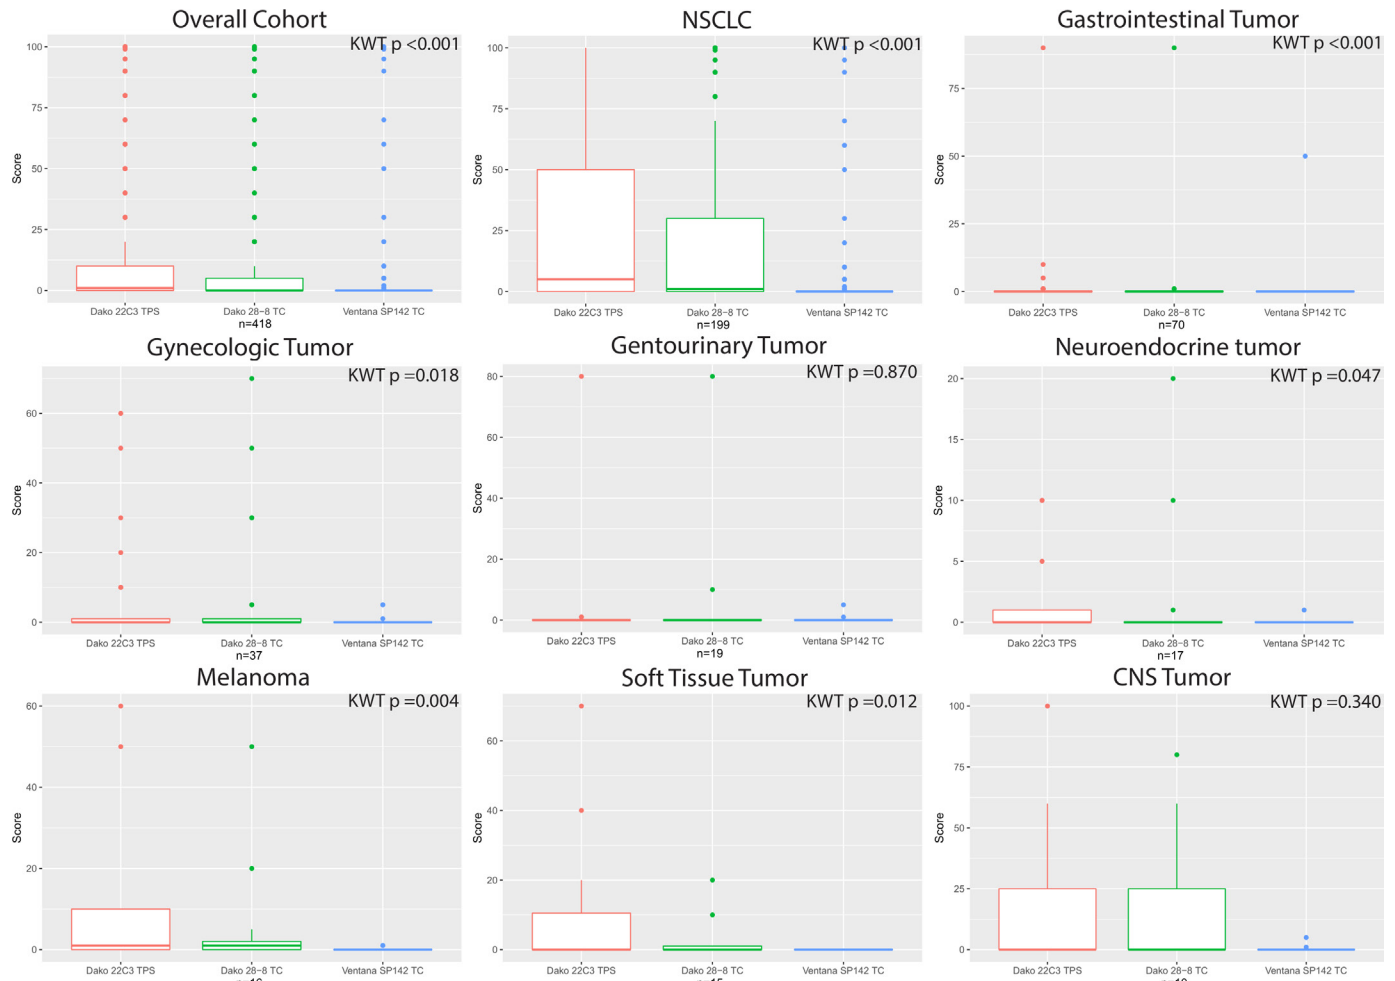 Overall Cohort
KWT p <0.001
100
75
50
25
0
Score
Dako 22C3 TPS
Dako 28-8 TC
Ventana SP142 TC
n=418
NSCLC
KWT p <0.001
100
75
50
25
0
Score
Dako 22C3 TPS
Dako 28-8 TC
Ventana SP142 TC
n=199
Gastrointestinal Tumor
KWT p <0.001
75
50
25
0
Score
Dako 22C3 TPS
Dako 28-8 TC
Ventana SP142 TC
n=70
Gynecologic Tumor
KWT p =0.018
60
40
20
0
Score
Dako 22C3 TPS
Dako 28-8 TC
Ventana SP142 TC
n=37
Gentourinary Tumor
KWT p =0.870
80
60
40
20
0
Score
Dako 22C3 TPS
Dako 28-8 TC
Ventana SP142 TC
n=19
Neuroendocrine tumor
KWT p =0.047
20
15
10
5
0
Score
Dako 22C3 TPS
Dako 28-8 TC
Ventana SP142 TC
n=17
Melanoma
KWT p =0.004
60
40
20
0
Score
Dako 22C3 TPS
Dako 28-8 TC
Ventana SP142 TC
Soft Tissue Tumor
KWT p =0.012
60
40
20
0
Score
Dako 22C3 TPS
Dako 28-8 TC
Ventana SP142 TC
CNS Tumor
KWT p =0.340
100
75
50
25
0
Score
Dako 22C3 TPS
Dako 28-8 TC
Ventana SP142 TC